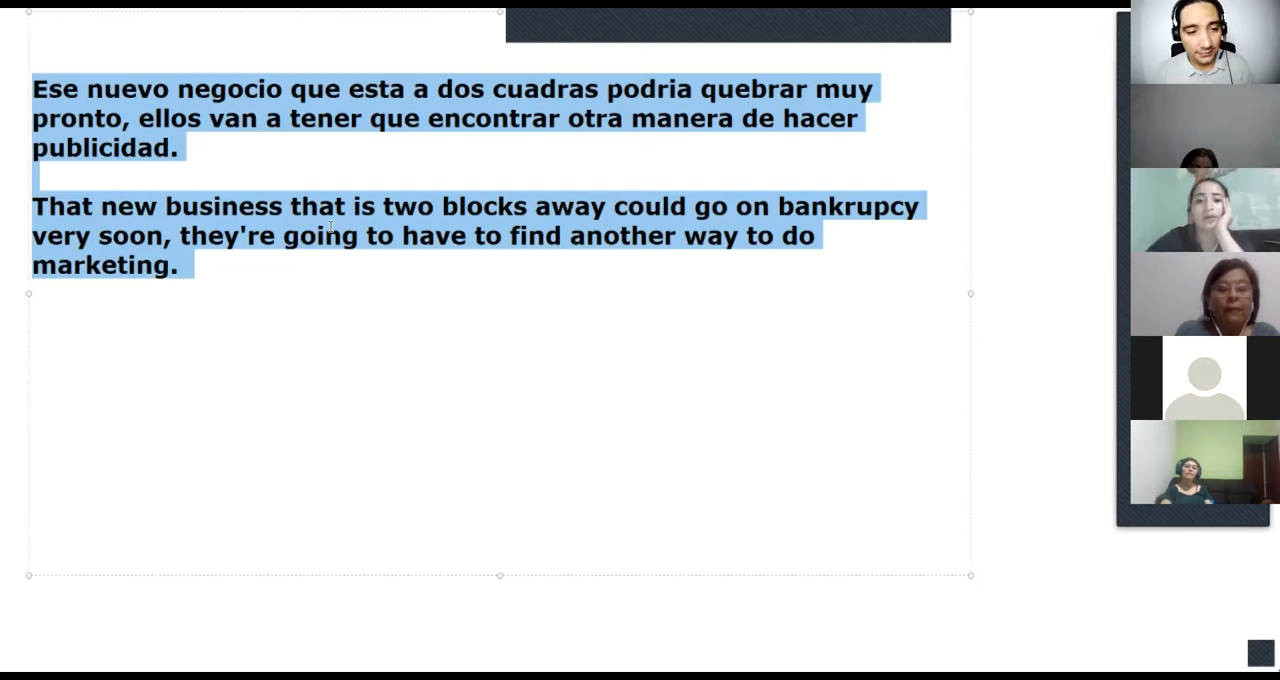 Ese nuevo negocio que esta a dos cuadras podria quebrar muy
pronto, ellos van a tener que encontrar otra manera de hacer
publicidad.
That new business that is two blocks away could go on bankrupcy
very soon, they're going to have to find another way to do
marketing.